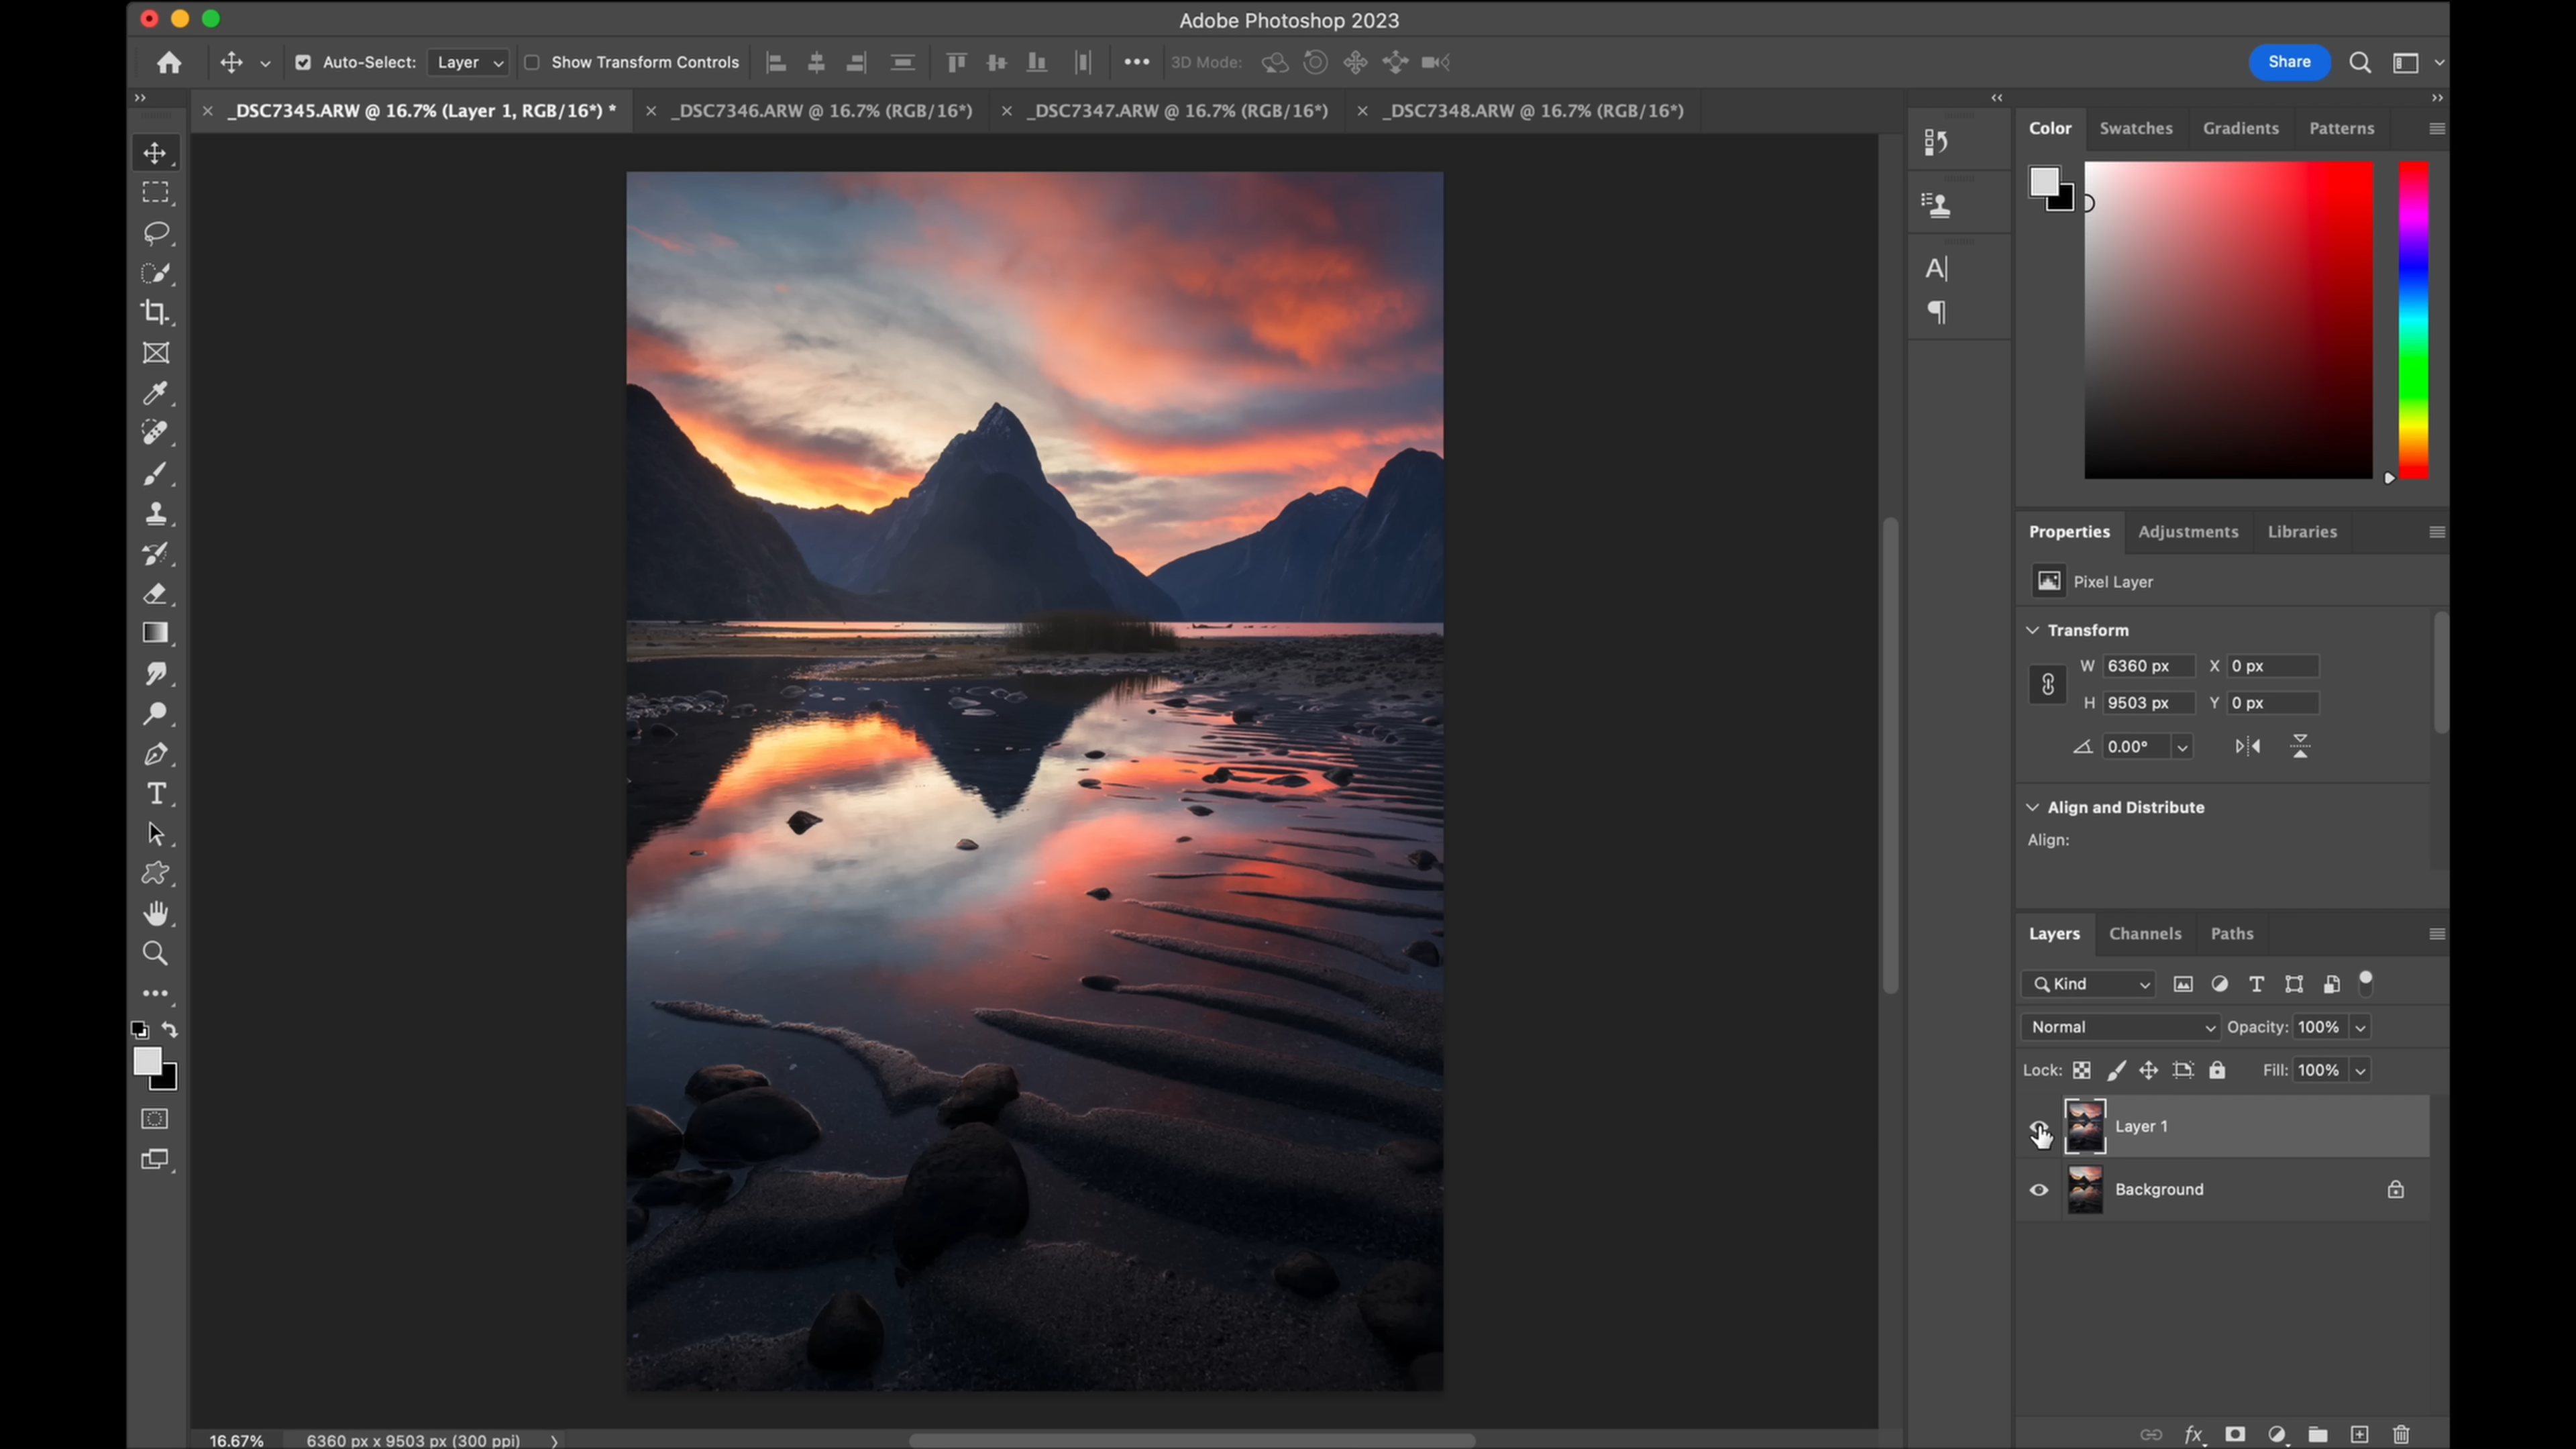 Adobe Photoshop 2023
Auto-Select: Layer Show Transform Controls 3D Mode: Share
_DSC7345.ARW @ 16.7% (Layer 1, RGB/16*) * _DSC7346.ARW @ 16.7% (RGB/16*) _DSC7347.ARW @ 16.7% (RGB/16*) _DSC7348.ARW @ 16.7% (RGB/16*)
Color Swatches Gradients Patterns
Properties Adjustments Libraries
Pixel Layer
Transform
W 6360 px X 0 px
H 9503 px Y 0 px
0.00°
Align and Distribute
Align:
Layers Channels Paths
Kind
Normal Opacity: 100%
Lock: Fill: 100%
Layer 1
Background
16.67% 6360 px x 9503 px (300 ppi)